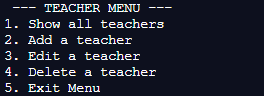 --- TEACHER MENU ---
1. Show all teachers
2. Add a teacher
3. Edit a teacher
4. Delete a teacher
5. Exit Menu